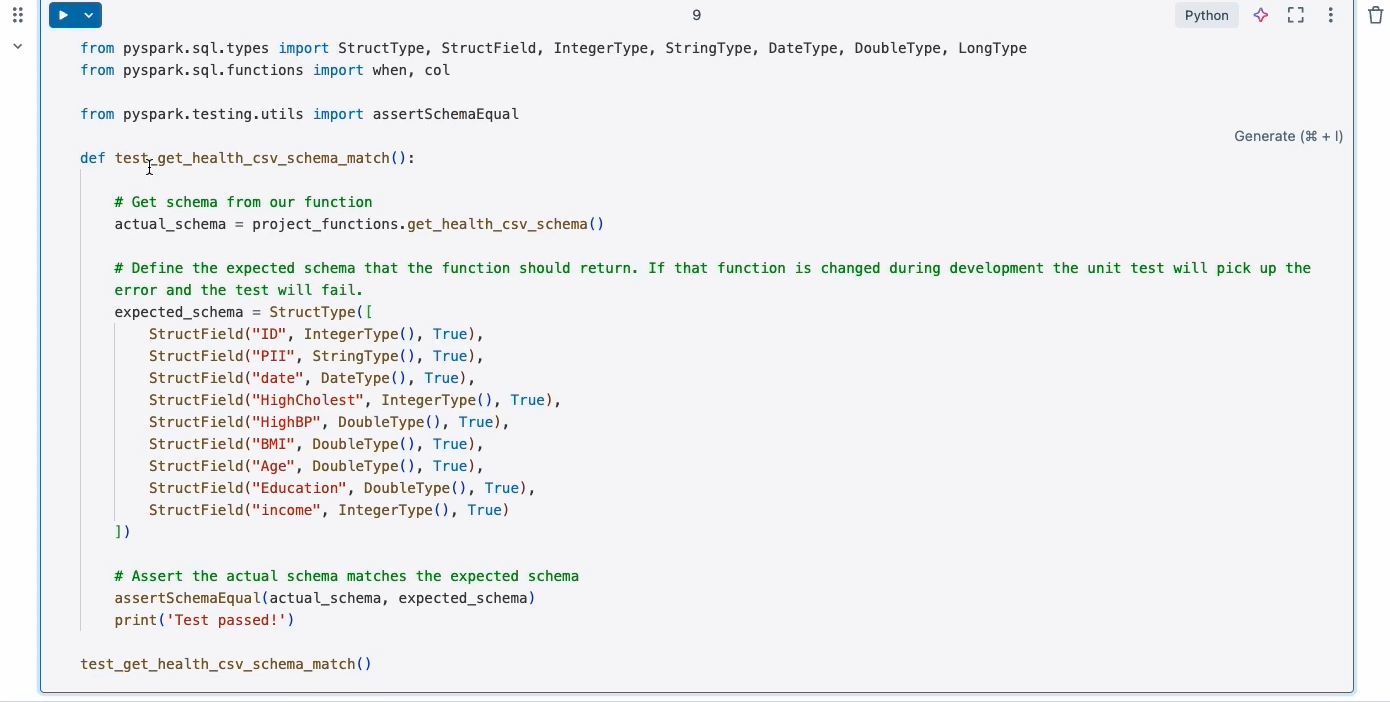 9
Python
from pyspark.sql.types import StructType, StructField, IntegerType, StringType, DateType, DoubleType, LongType
from pyspark.sql.functions import when, col
from pyspark.testing.utils import assertSchemaEqual
Generate (⌘ + I)
def test_get_health_csv_schema_match():
# Get schema from our function
actual_schema = project_functions.get_health_csv_schema()
# Define the expected schema that the function should return. If that function is changed during development the unit test will pick up the
error and the test will fail.
expected_schema = StructType([
StructField("ID", IntegerType(), True),
StructField("PII", StringType(), True),
StructField("date", DateType(), True),
StructField("HighCholest", IntegerType(), True),
StructField("HighBP", DoubleType(), True),
StructField("BMI", DoubleType(), True),
StructField("Age", DoubleType(), True),
StructField("Education", DoubleType(), True),
StructField("income", IntegerType(), True)
])
# Assert the actual schema matches the expected schema
assertSchemaEqual(actual_schema, expected_schema)
print('Test passed!')
test_get_health_csv_schema_match()